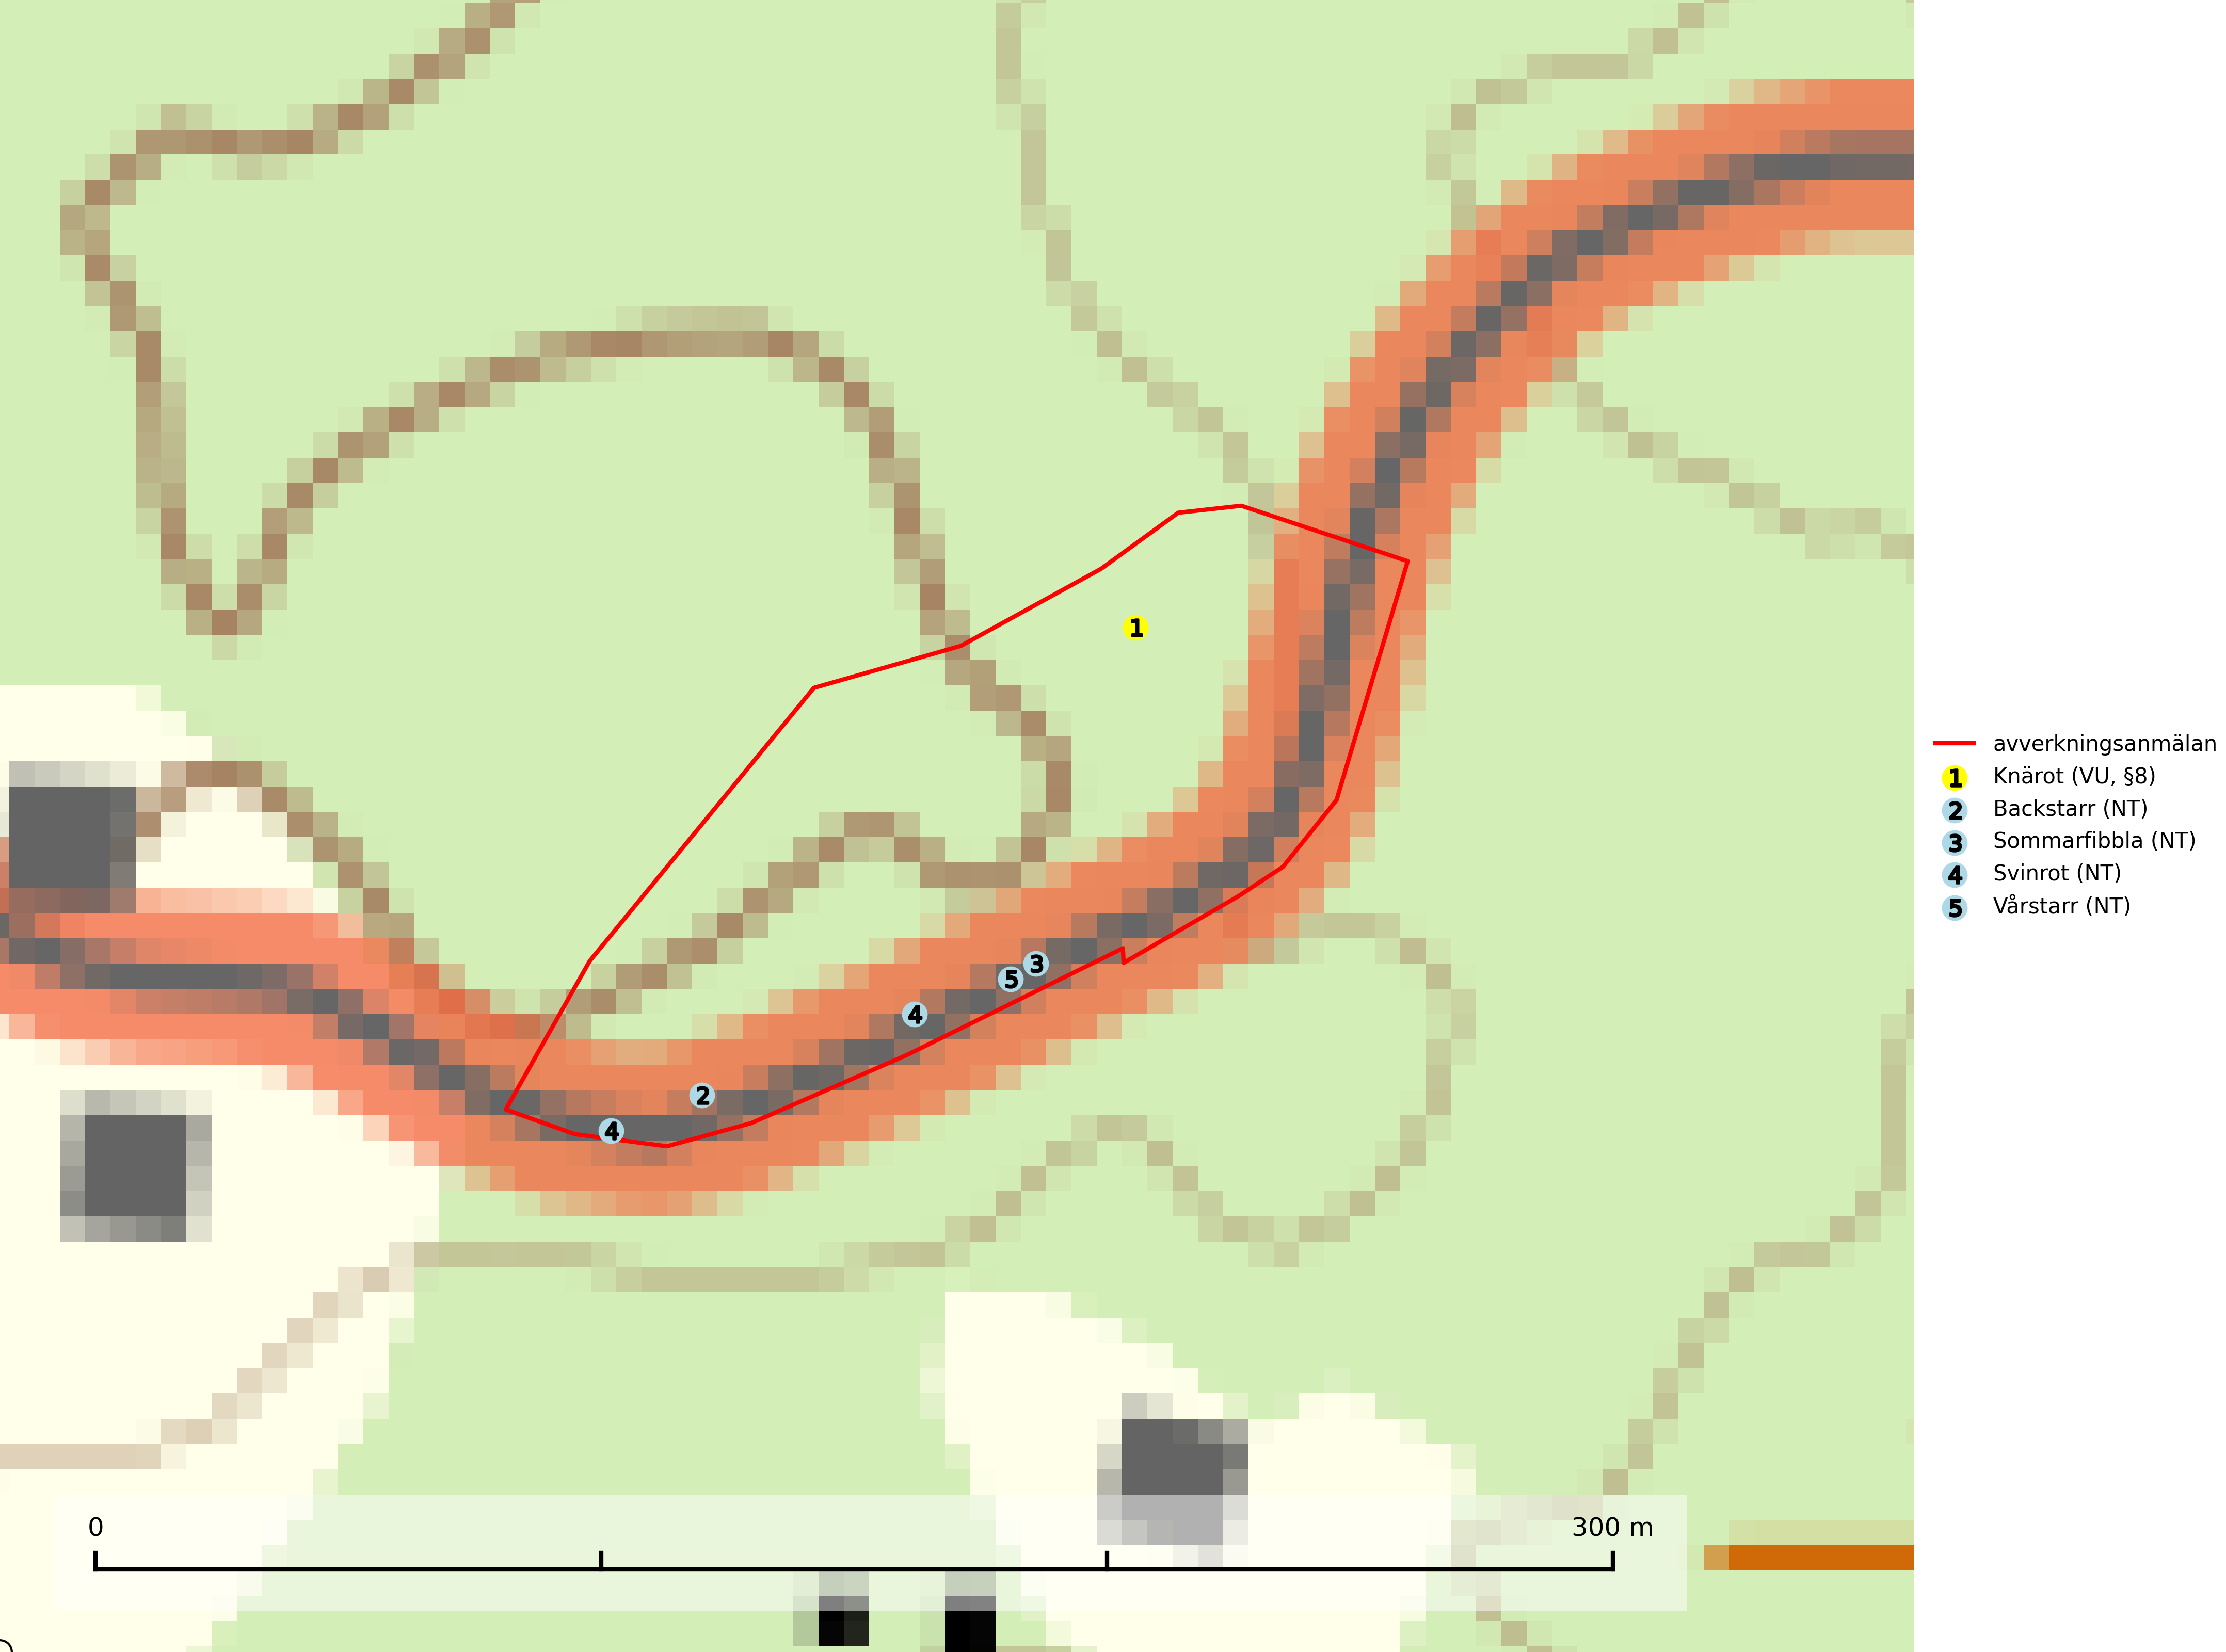 1
3
5
4
2
4
avverkningsanmälan
1 Knärot (VU, §8)
2 Backstarr (NT)
3 Sommarfibbla (NT)
4 Svinrot (NT)
5 Vårstarr (NT)
0 300 m